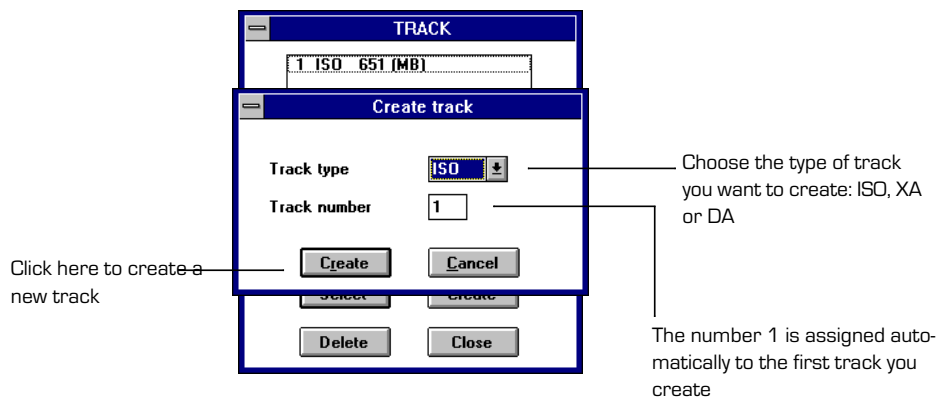 TRACK
1 ISO 651 (MB)
Create track
Track type ISO
Track number 1
Create Cancel
Select Create
Delete Close
Choose the type of track
you want to create: ISO, XA
or DA
Click here to create a
new track
The number 1 is assigned auto-
matically to the first track you
create